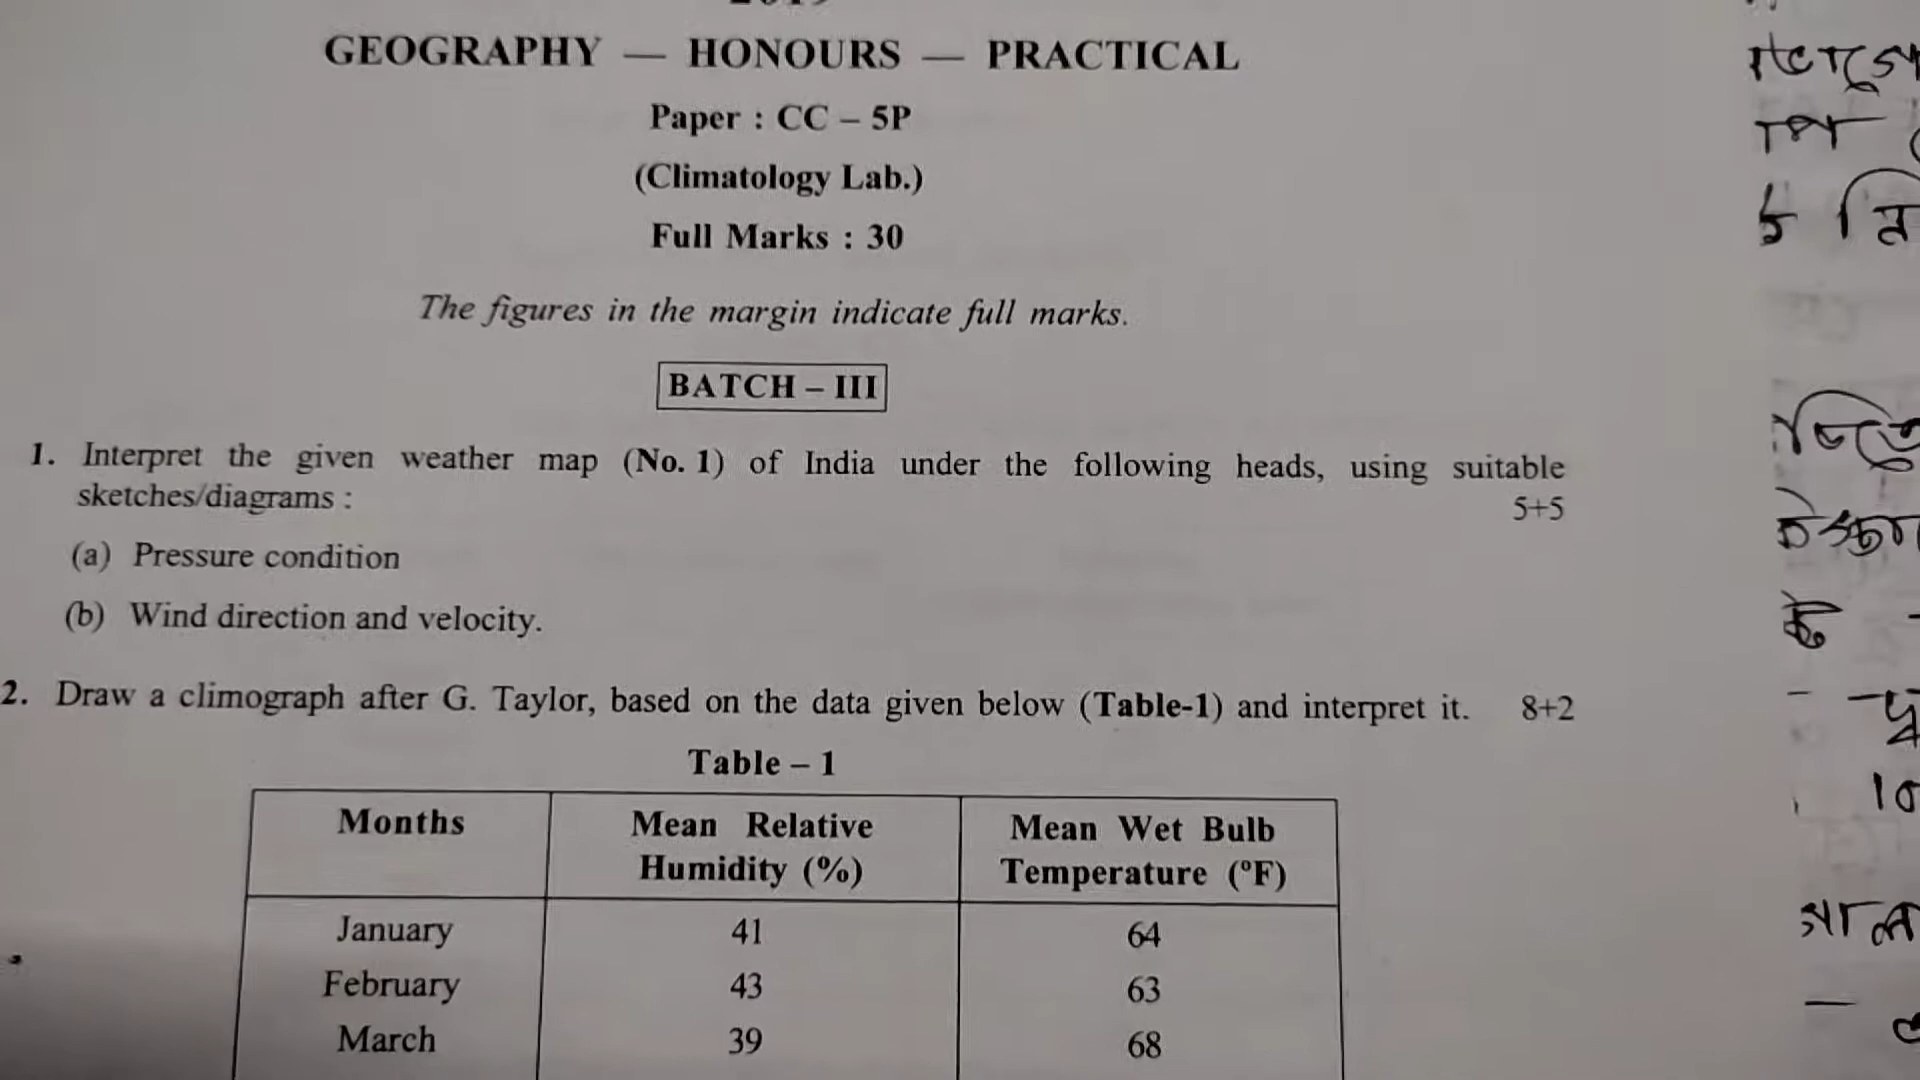 GEOGRAPHY — HONOURS — PRACTICAL
Paper : CC – 5P
(Climatology Lab.)
Full Marks : 30
The figures in the margin indicate full marks.
BATCH – III
1. Interpret the given weather map (No. 1) of India under the following heads, using suitable
sketches/diagrams : 5+5
(a) Pressure condition
(b) Wind direction and velocity.
2. Draw a climograph after G. Taylor, based on the data given below (Table-1) and interpret it. 8+2
Table – 1
Months Mean Relative Humidity (%) Mean Wet Bulb Temperature (ºF)
January 41 64
February 43 63
March 39 68